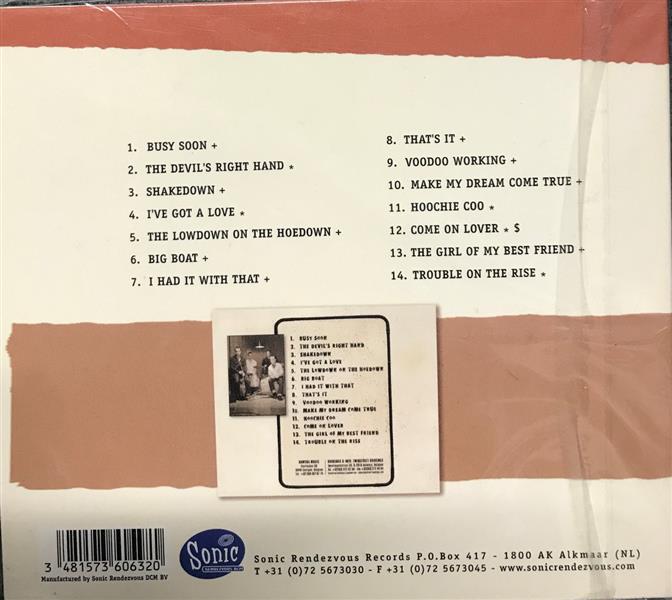 1. BUSY SOON +
2. THE DEVIL'S RIGHT HAND *
3. SHAKEDOWN +
4. I'VE GOT A LOVE *
5. THE LOWDOWN ON THE HOEDOWN +
6. BIG BOAT +
7. I HAD IT WITH THAT +
8. THAT'S IT +
9. VOODOO WORKING +
10. MAKE MY DREAM COME TRUE +
11. HOOCHIE COO *
12. COME ON LOVER * $
13. THE GIRL OF MY BEST FRIEND +
14. TROUBLE ON THE RISE *
1. BUSY SOON
2. THE DEVIL'S RIGHT HAND
3. SHAKEDOWN
4. I'VE GOT A LOVE
5. THE LOWDOWN ON THE HOEDOWN
6. BIG BOAT
7. I HAD IT WITH THAT
8. THAT'S IT
9. VOODOO WORKING
10. MAKE MY DREAM COME TRUE
11. HOOCHIE COO
12. COME ON LOVER
13. THE GIRL OF MY BEST FRIEND
14. TROUBLE ON THE RISE
3 481573 606320
Manufactured by Sonic Rendezvous DCM BV
Sonic
RENDEZVOUS
Sonic Rendezvous Records P.O.Box 417 - 1800 AK Alkmaar (NL)
T +31 (0)72 5673030 - F +31 (0)72 5673045 - www.sonicrendezvous.com